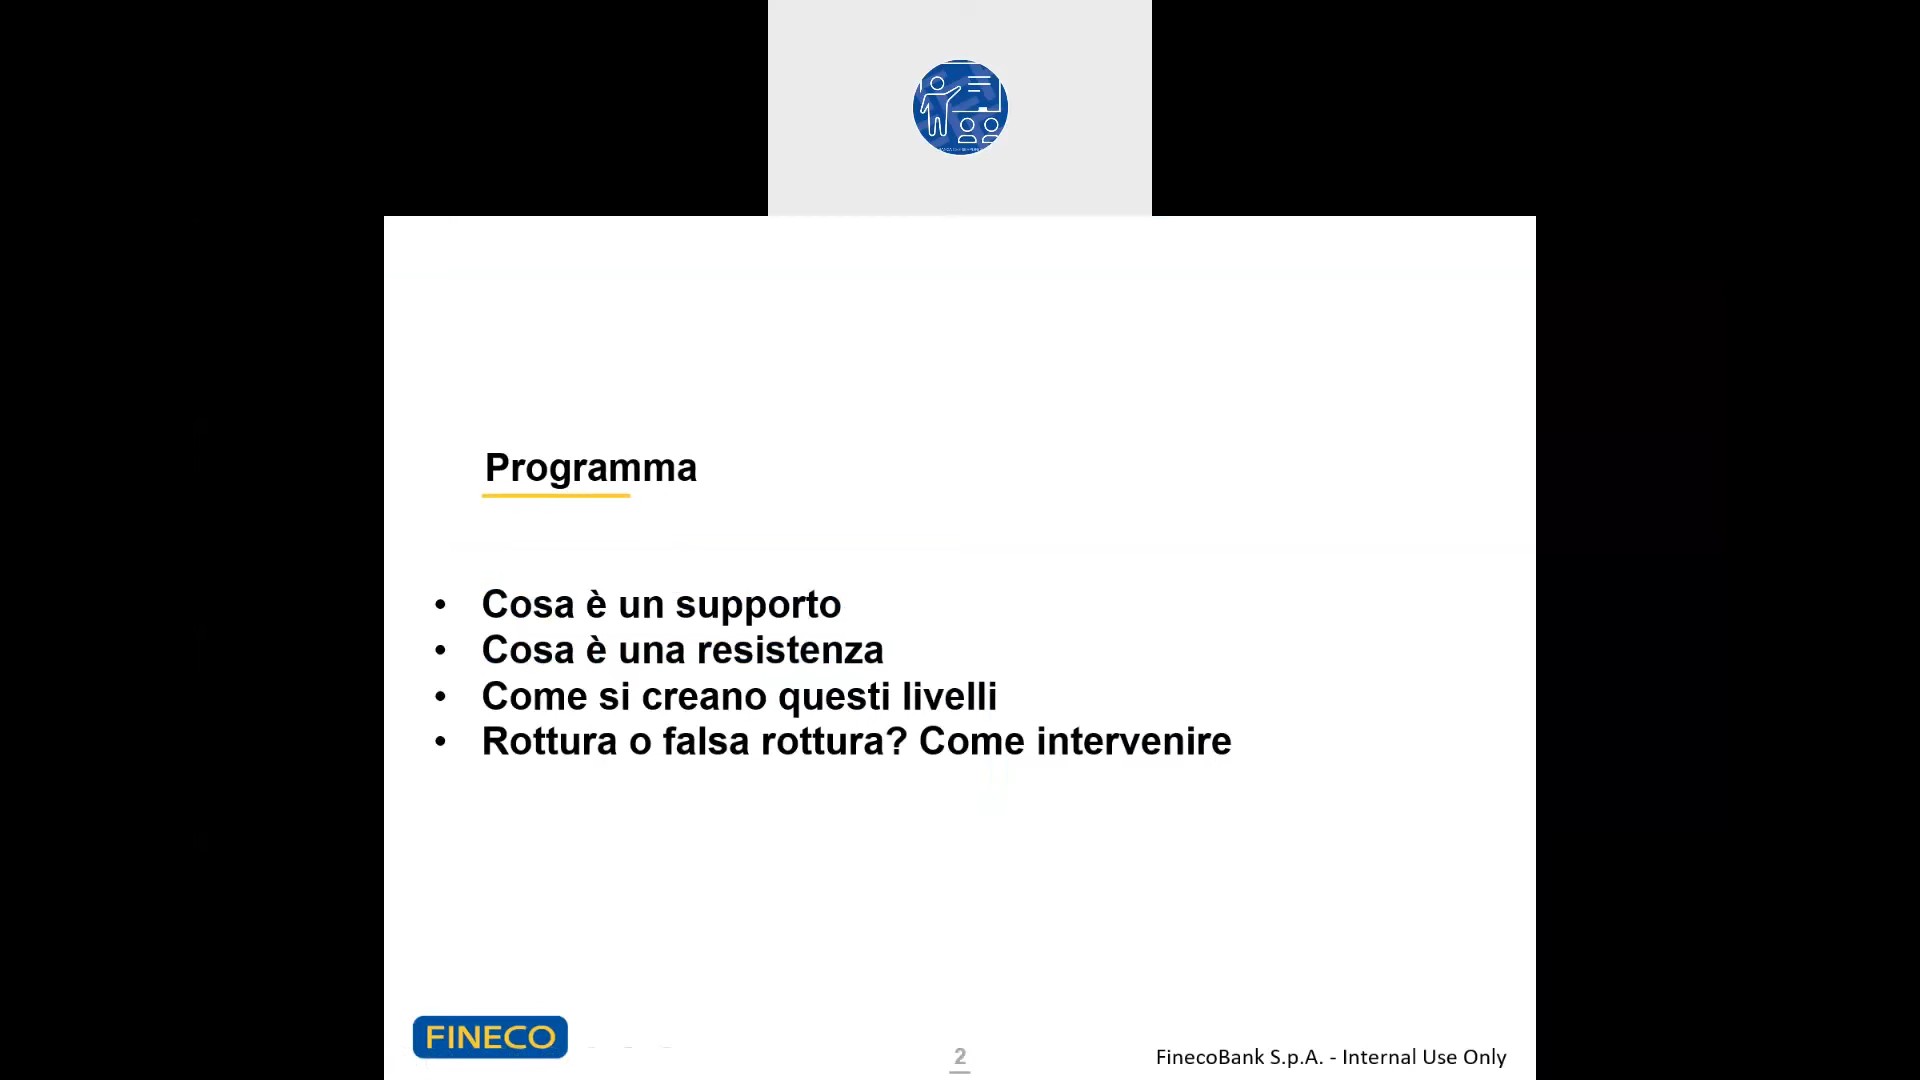 Programma
• Cosa è un supporto
• Cosa è una resistenza
• Come si creano questi livelli
• Rottura o falsa rottura? Come intervenire
FINECO
2
FinecoBank S.p.A. - Internal Use Only